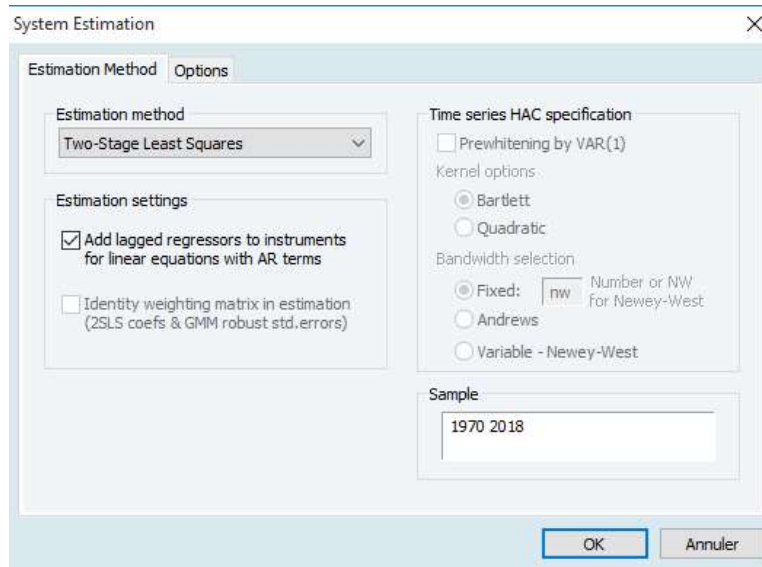 System Estimation
Estimation Method
Options
Estimation method
Two-Stage Least Squares
Estimation settings
Add lagged regressors to instruments
for linear equations with AR terms
Identity weighting matrix in estimation
(2SLS coefs & GMM robust std.errors)
Time series HAC specification
Prewhitening by VAR(1)
Kernel options
Bartlett
Quadratic
Bandwidth selection
Fixed: nw Number or NW
for Newey-West
Andrews
Variable - Newey-West
Sample
1970 2018
OK
Annuler